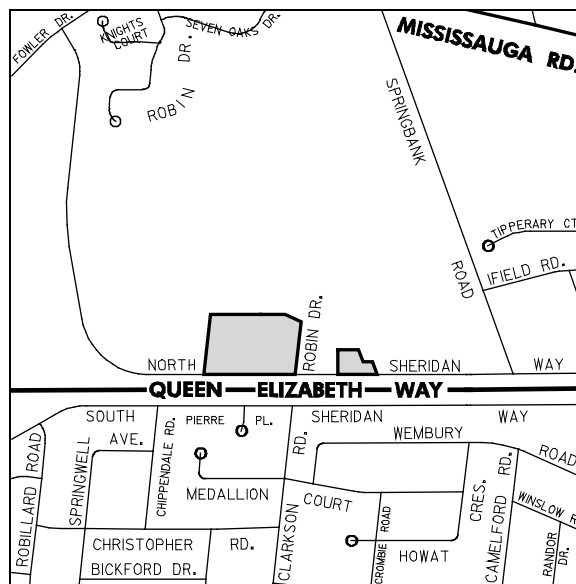 FOWLER DR.
KNIGHTS
COURT
SEVEN OAKS DR.
ROBIN DR.
MISSISSAUGA RD.
SPRINGBANK ROAD
TIPPERARY CT
IFIELD RD.
ROBIN DR.
NORTH SHERIDAN WAY
QUEEN ELIZABETH WAY
SOUTH SHERIDAN WAY
AVE.
SPRINGWELL
ROBILLARD ROAD
CHIPPENDALE RD.
PIERRE PL.
CLARKSON RD.
WEMBURY ROAD
MEDALLION COURT
CROMBIE ROAD
CRES.
HOWAT
CAMELFORD RD.
WINSLOW R
RANDOR
DR.
CHRISTOPHER RD.
BICKFORD DR.